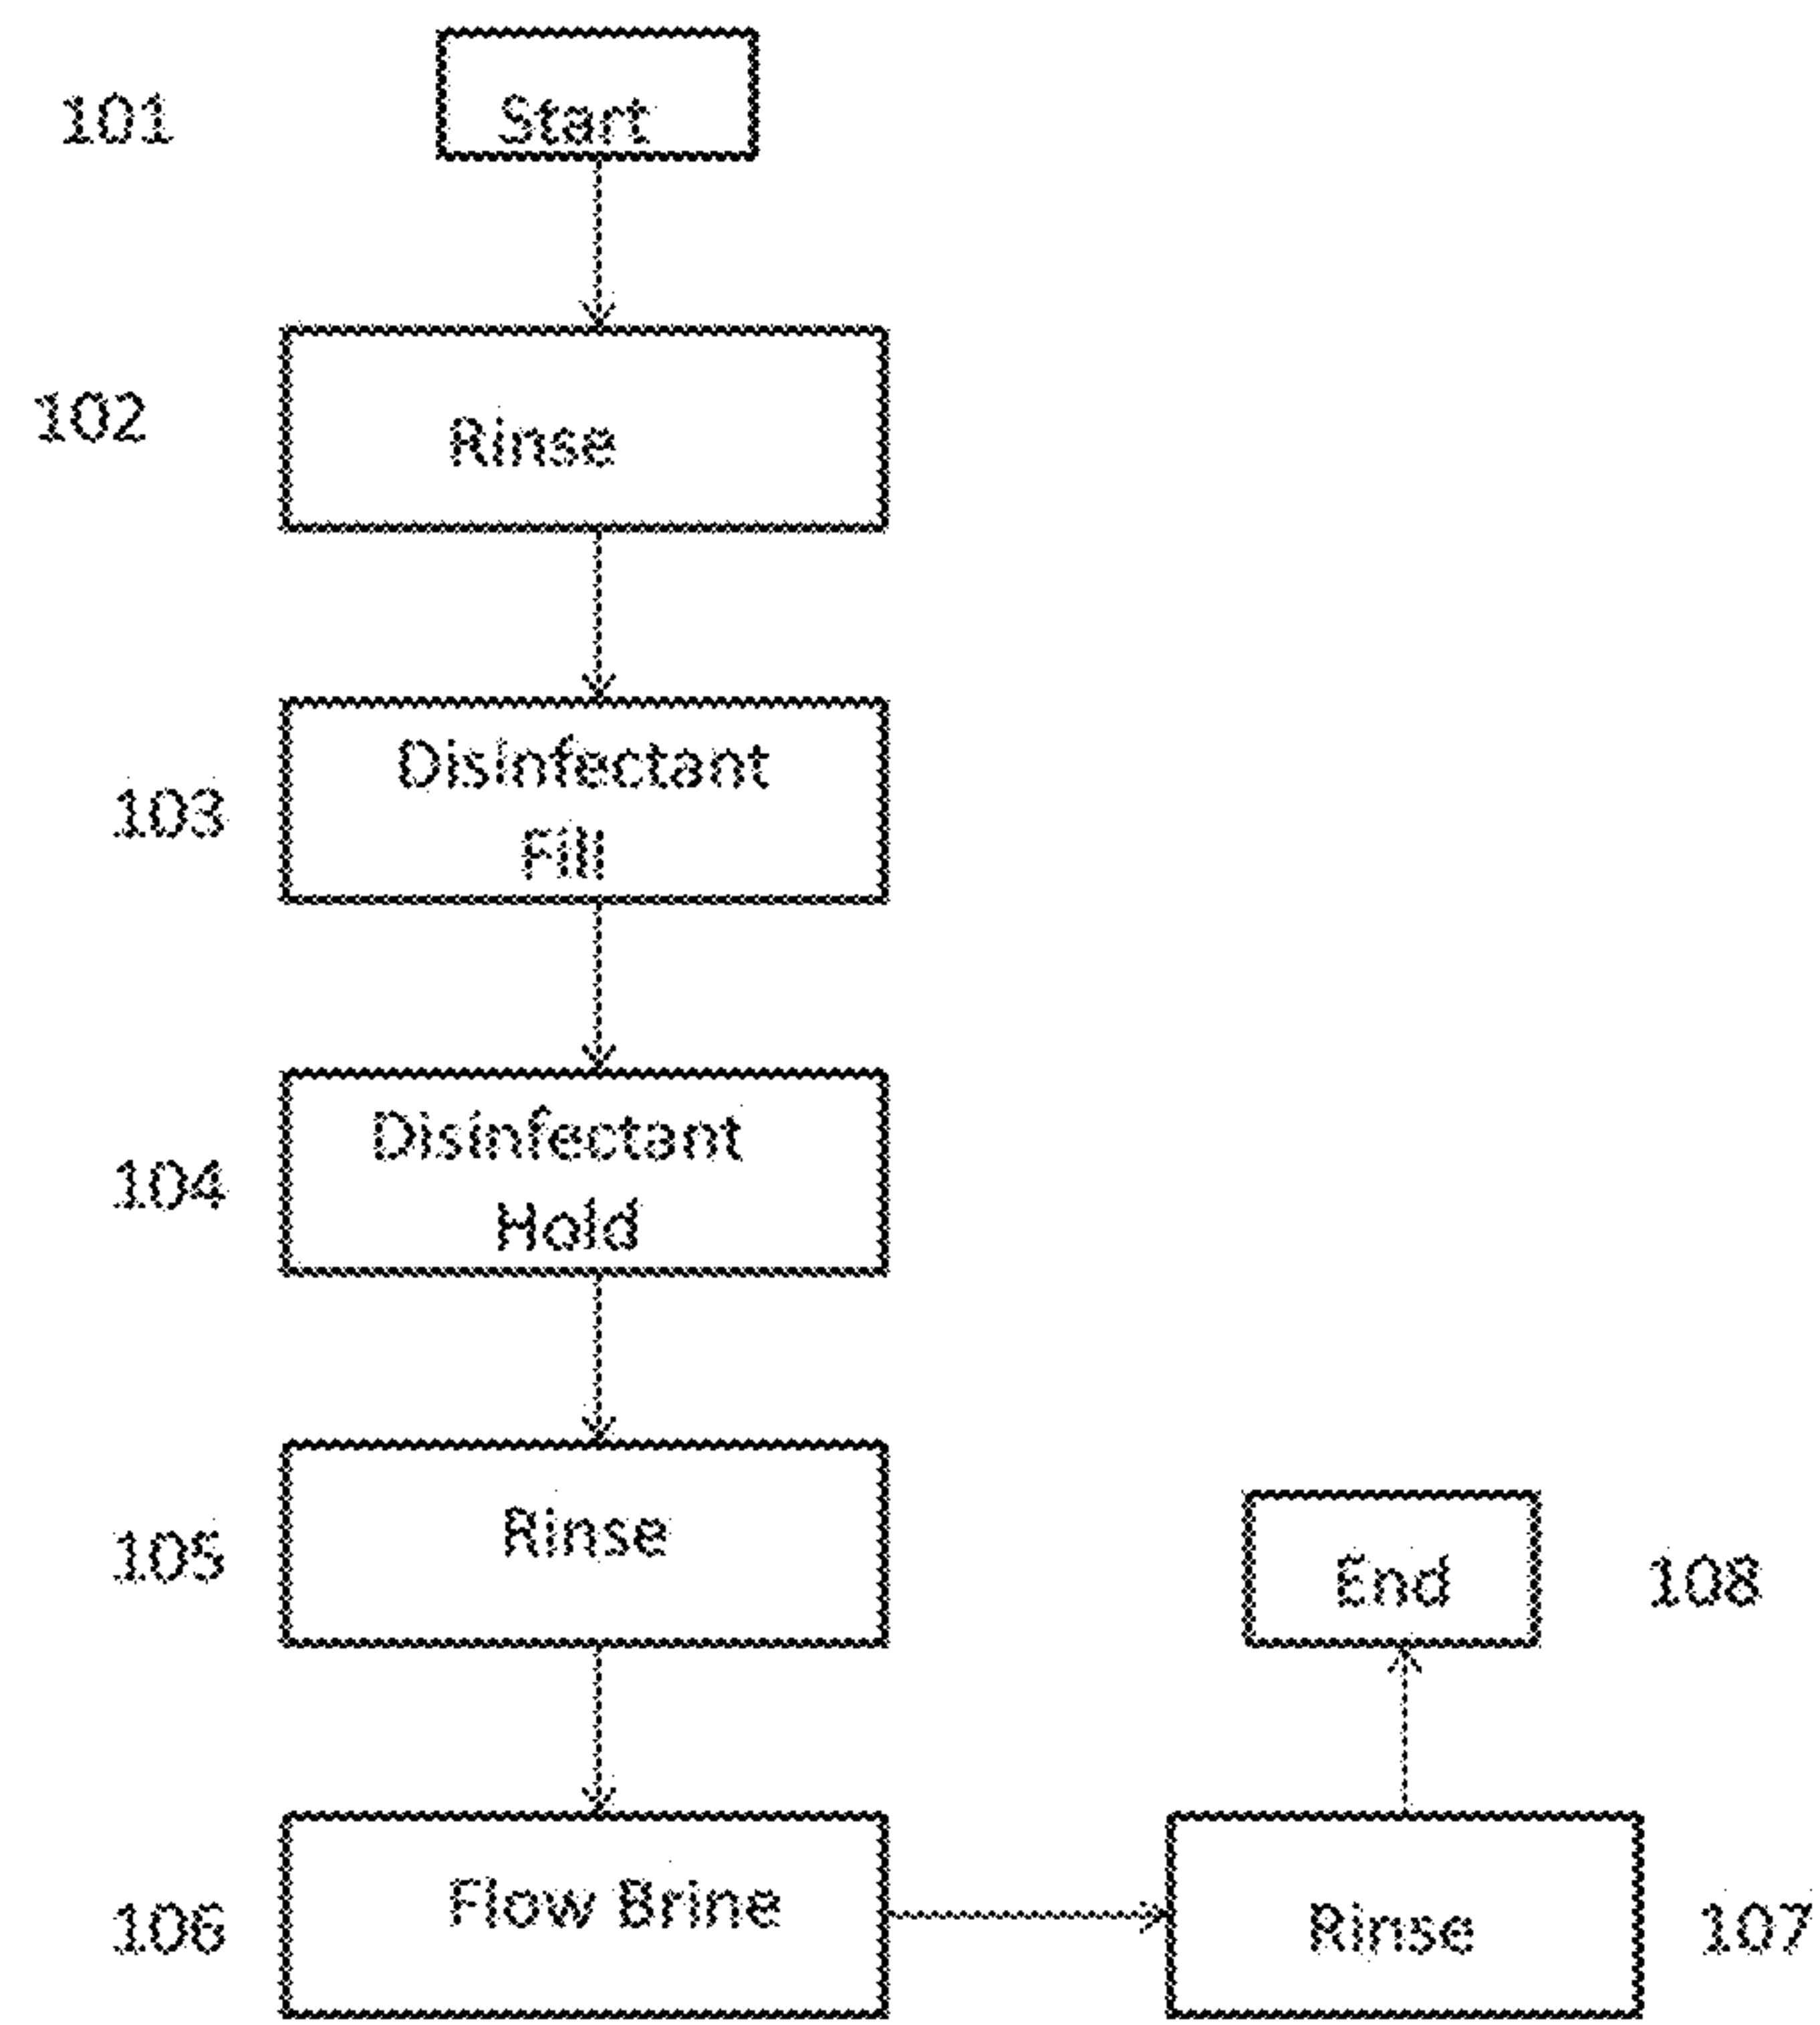 101
Start
102
Rinse
103
Disinfectant
Fill
104
Disinfectant
Hold
105
Rinse
End
108
106
Flow Brine
Rinse
107